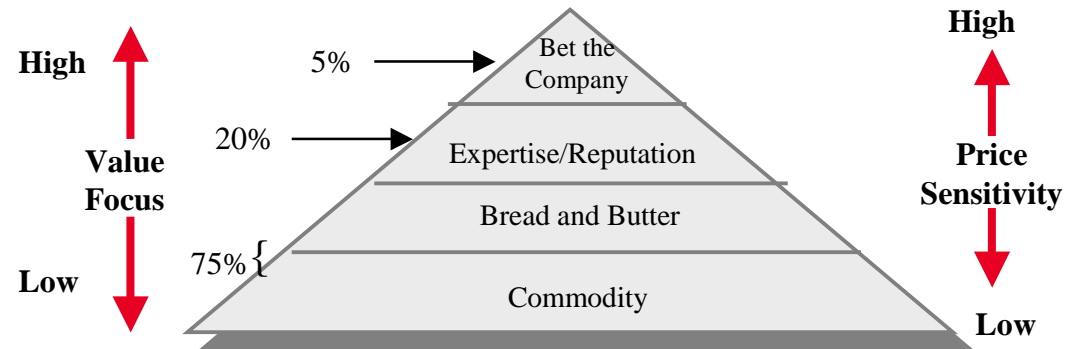 High
Value
Focus
Low
5%
20%
75%{
Bet the
Company
Expertise/Reputation
Bread and Butter
Commodity
High
Price
Sensitivity
Low